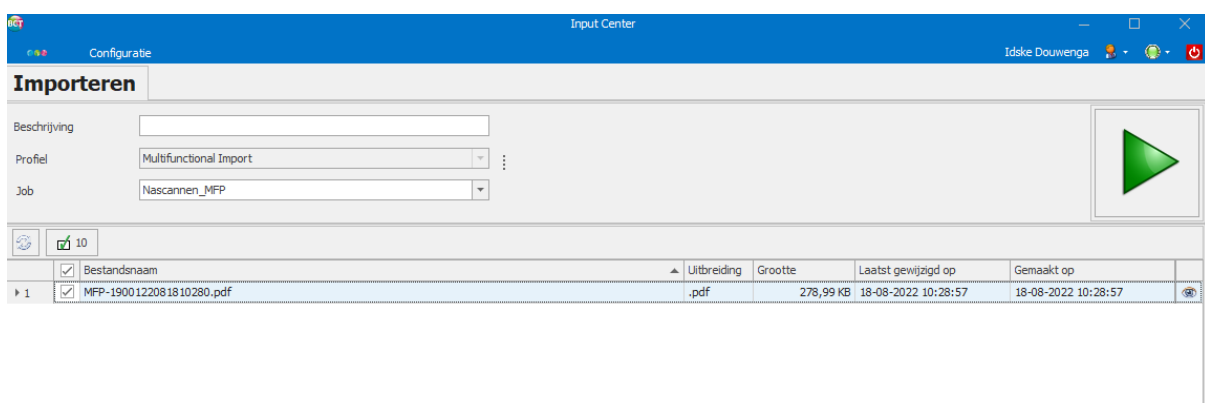 BCT
Input Center
Configuratie
Idske Douwenga
Importeren
Beschrijving
Profiel
Multifunctional Import
Job
Nascannen_MFP
10
Bestandsnaam Uitbreiding Grootte Laatst gewijzigd op Gemaakt op
1 MFP-1900122081810280.pdf .pdf 278,99 KB 18-08-2022 10:28:57 18-08-2022 10:28:57